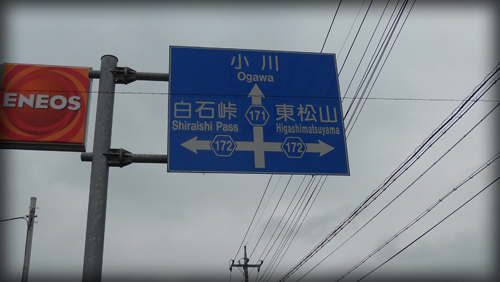 小川
Ogawa
ENEOS
171
白石峠
東松山
Shiraishi Pass
Higashimatsuyama
172
172